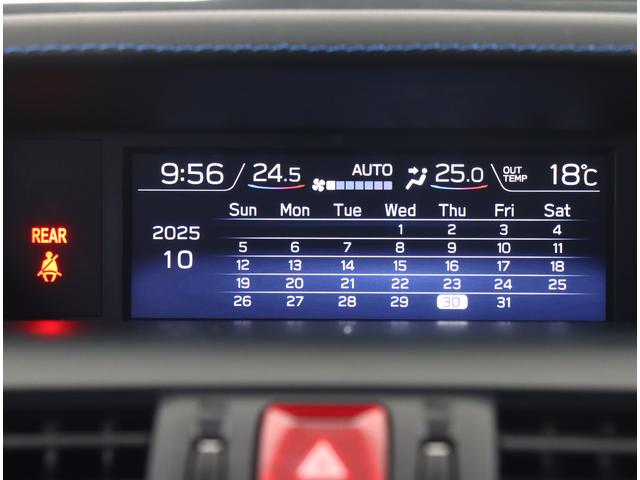 9:56 24.5 AUTO 25.0 OUT TEMP 18℃
Sun Mon Tue Wed Thu Fri Sat
2025 1 2 3 4
5 6 7 8 9 10 11
10 12 13 14 15 16 17 18
19 20 21 22 23 24 25
26 27 28 29 30 31
REAR